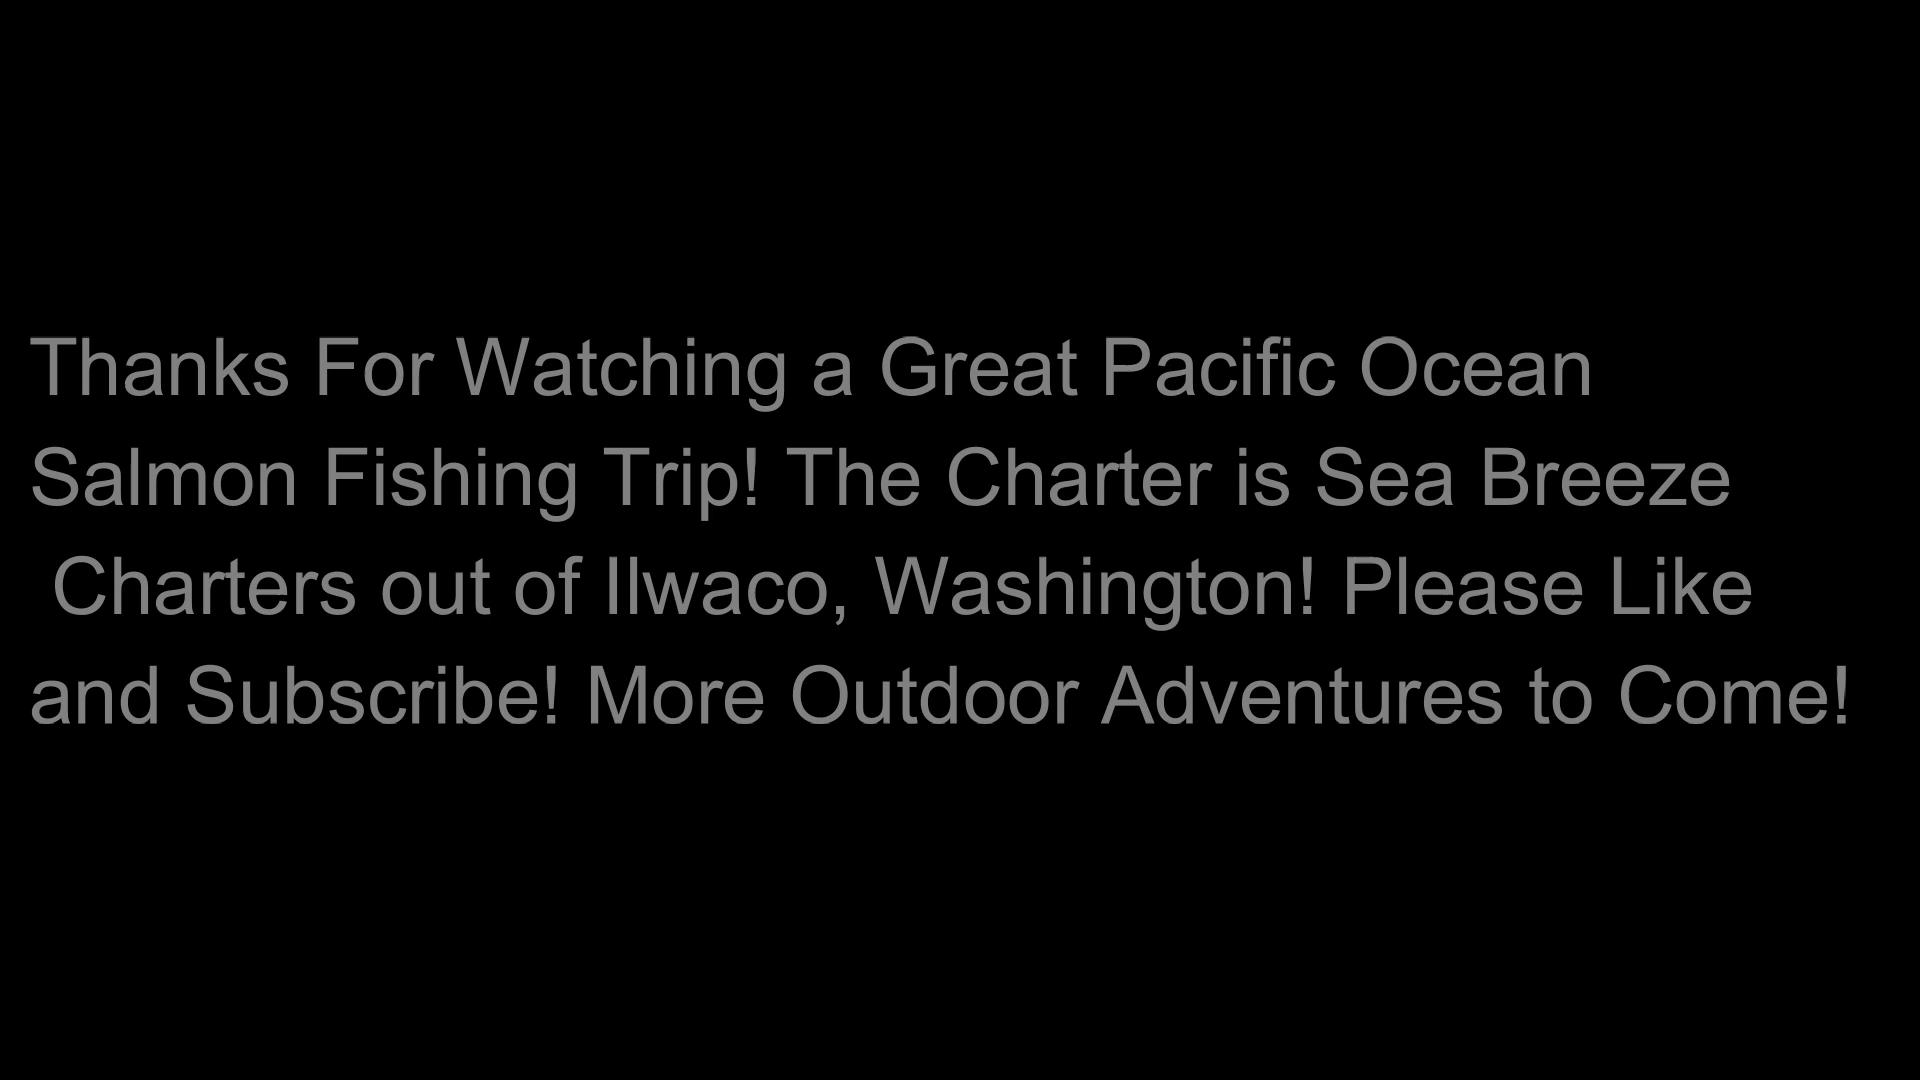 Thanks For Watching a Great Pacific Ocean
Salmon Fishing Trip! The Charter is Sea Breeze
Charters out of Ilwaco, Washington! Please Like
and Subscribe! More Outdoor Adventures to Come!